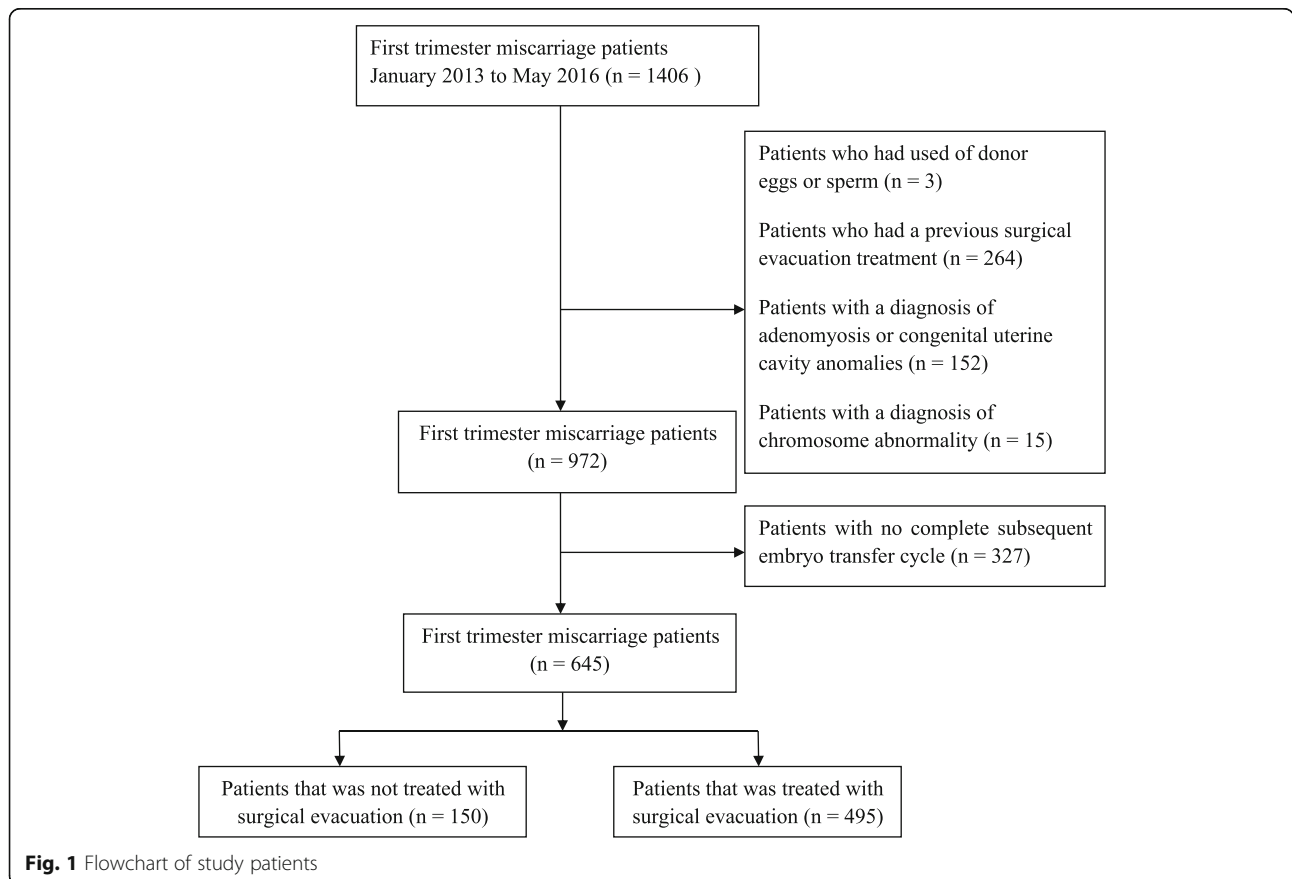 First trimester miscarriage patients
January 2013 to May 2016 (n = 1406 )
Patients who had used of donor
eggs or sperm (n = 3)
Patients who had a previous surgical
evacuation treatment (n = 264)
Patients with a diagnosis of
adenomyosis or congenital uterine
cavity anomalies (n = 152)
Patients with a diagnosis of
chromosome abnormality (n = 15)
First trimester miscarriage patients
(n = 972)
Patients with no complete subsequent
embryo transfer cycle (n = 327)
First trimester miscarriage patients
(n = 645)
Patients that was not treated with
surgical evacuation (n = 150)
Patients that was treated with
surgical evacuation (n = 495)
Fig. 1 Flowchart of study patients